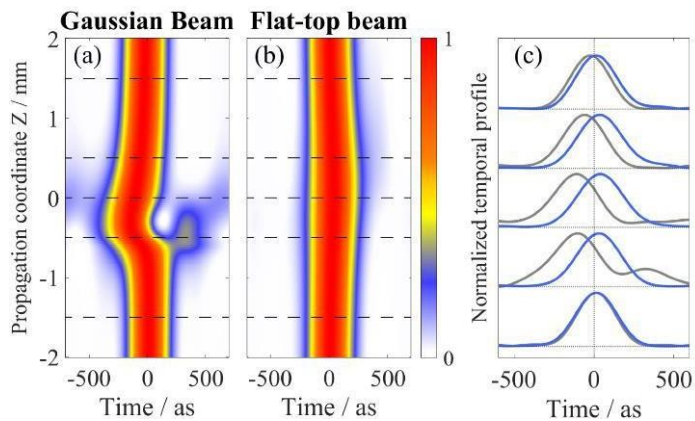 Gaussian Beam
Flat-top beam
(a)
(b)
(c)
Propagation coordinate Z / mm
2
1
0
-1
-2
-500
0
500
Time / as
-500
0
500
Time / as
1
0
Normalized temporal profile
-500
0
500
Time / as